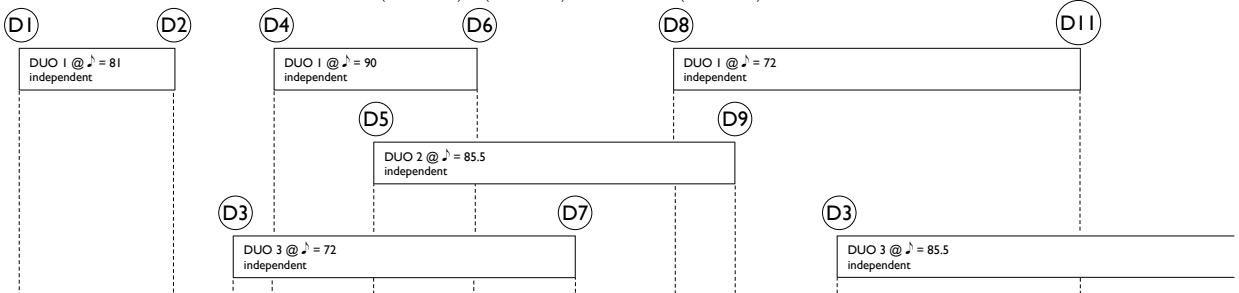 D1 D2 D4 D6 D8 D11
DUO 1 @ ♪ = 81
independent
DUO 1 @ ♪ = 90
independent
DUO 1 @ ♪ = 72
independent
D5 D9
DUO 2 @ ♪ = 85.5
independent
D3 D7 D3
DUO 3 @ ♪ = 72
independent
DUO 3 @ ♪ = 85.5
independent